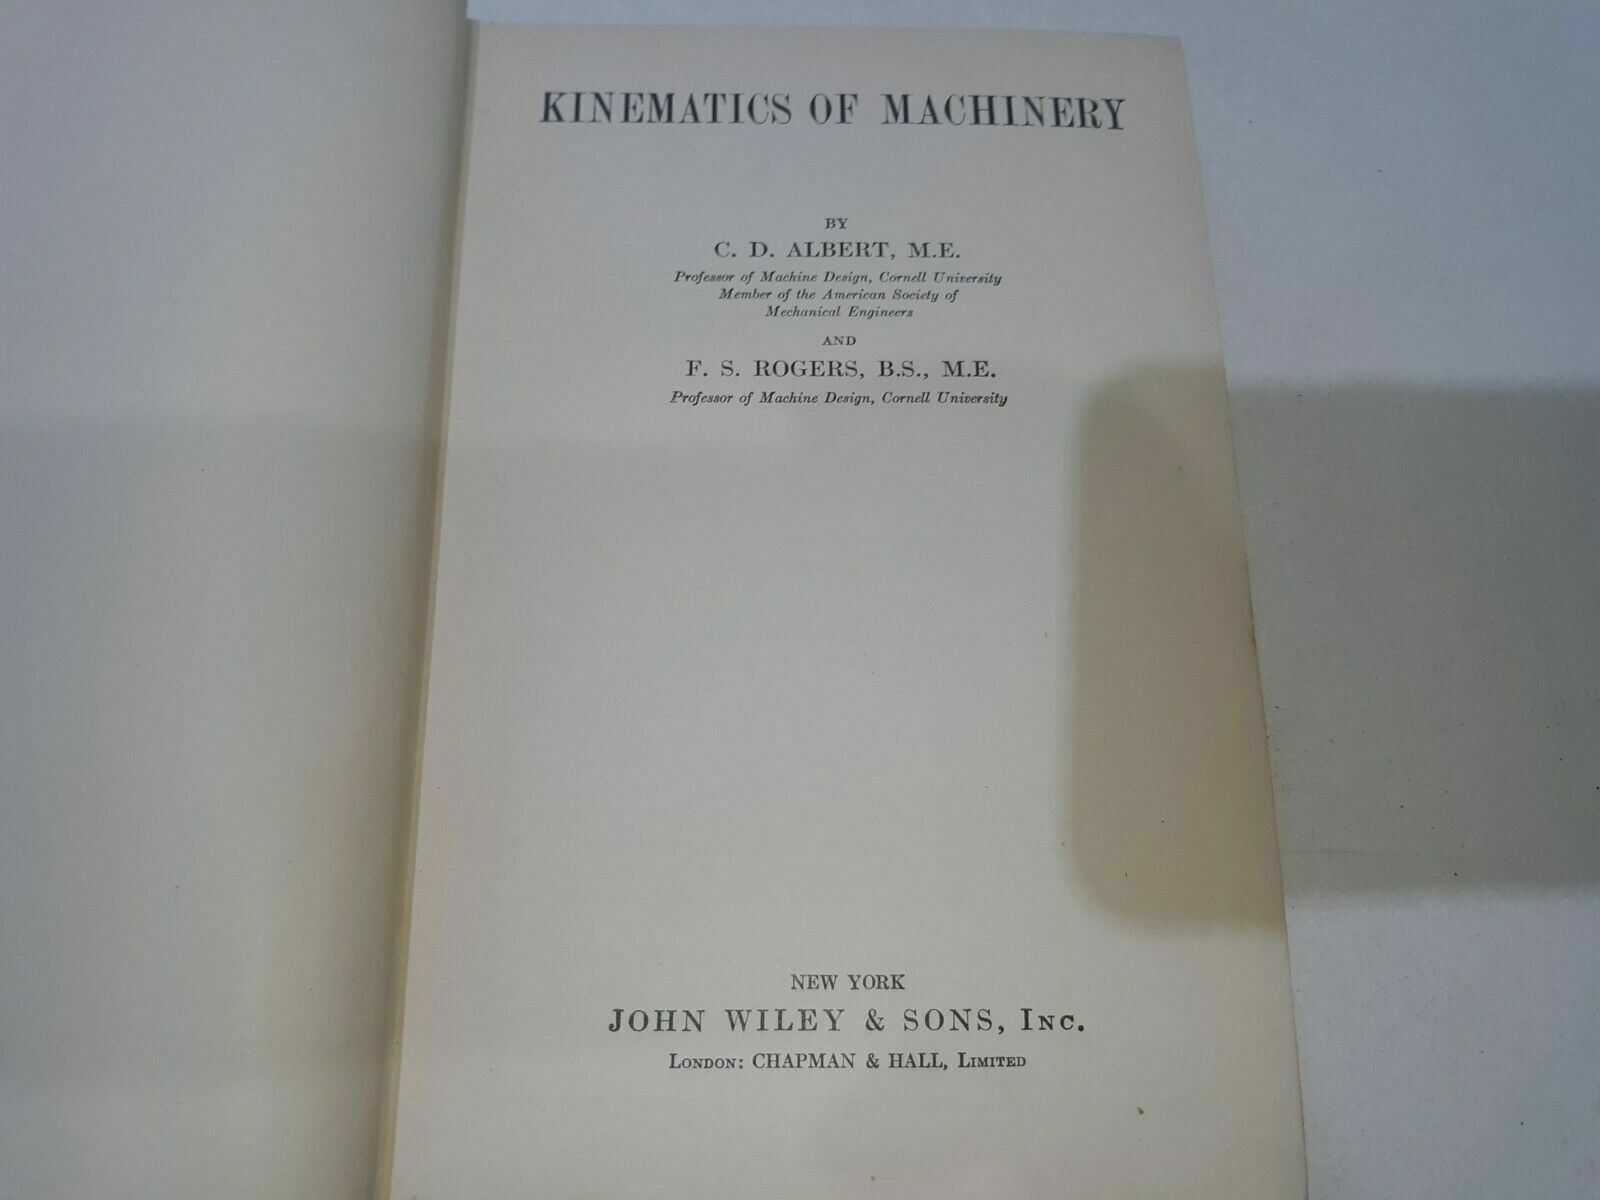 KINEMATICS OF MACHINERY
BY
C. D. ALBERT, M.E.
Professor of Machine Design, Cornell University
Member of the American Society of
Mechanical Engineers
AND
F. S. ROGERS, B.S., M.E.
Professor of Machine Design, Cornell University
NEW YORK
JOHN WILEY & SONS, INC.
LONDON: CHAPMAN & HALL, LIMITED